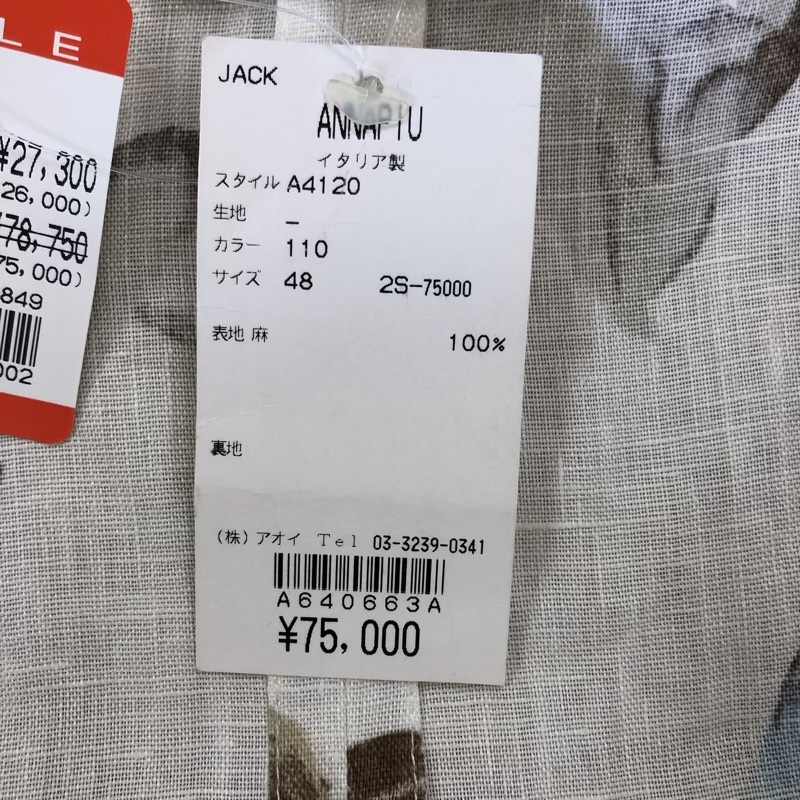 LE
¥27,300
26,000)
¥78,750
75,000)
849
002
JACK
イタリア製
スタイル A4120
生地 –
カラー 110
サイズ 48 2S-75000
表地 麻 100%
裏地
(株) アオイ Tel 03-3239-0341
A640663A
¥75,000